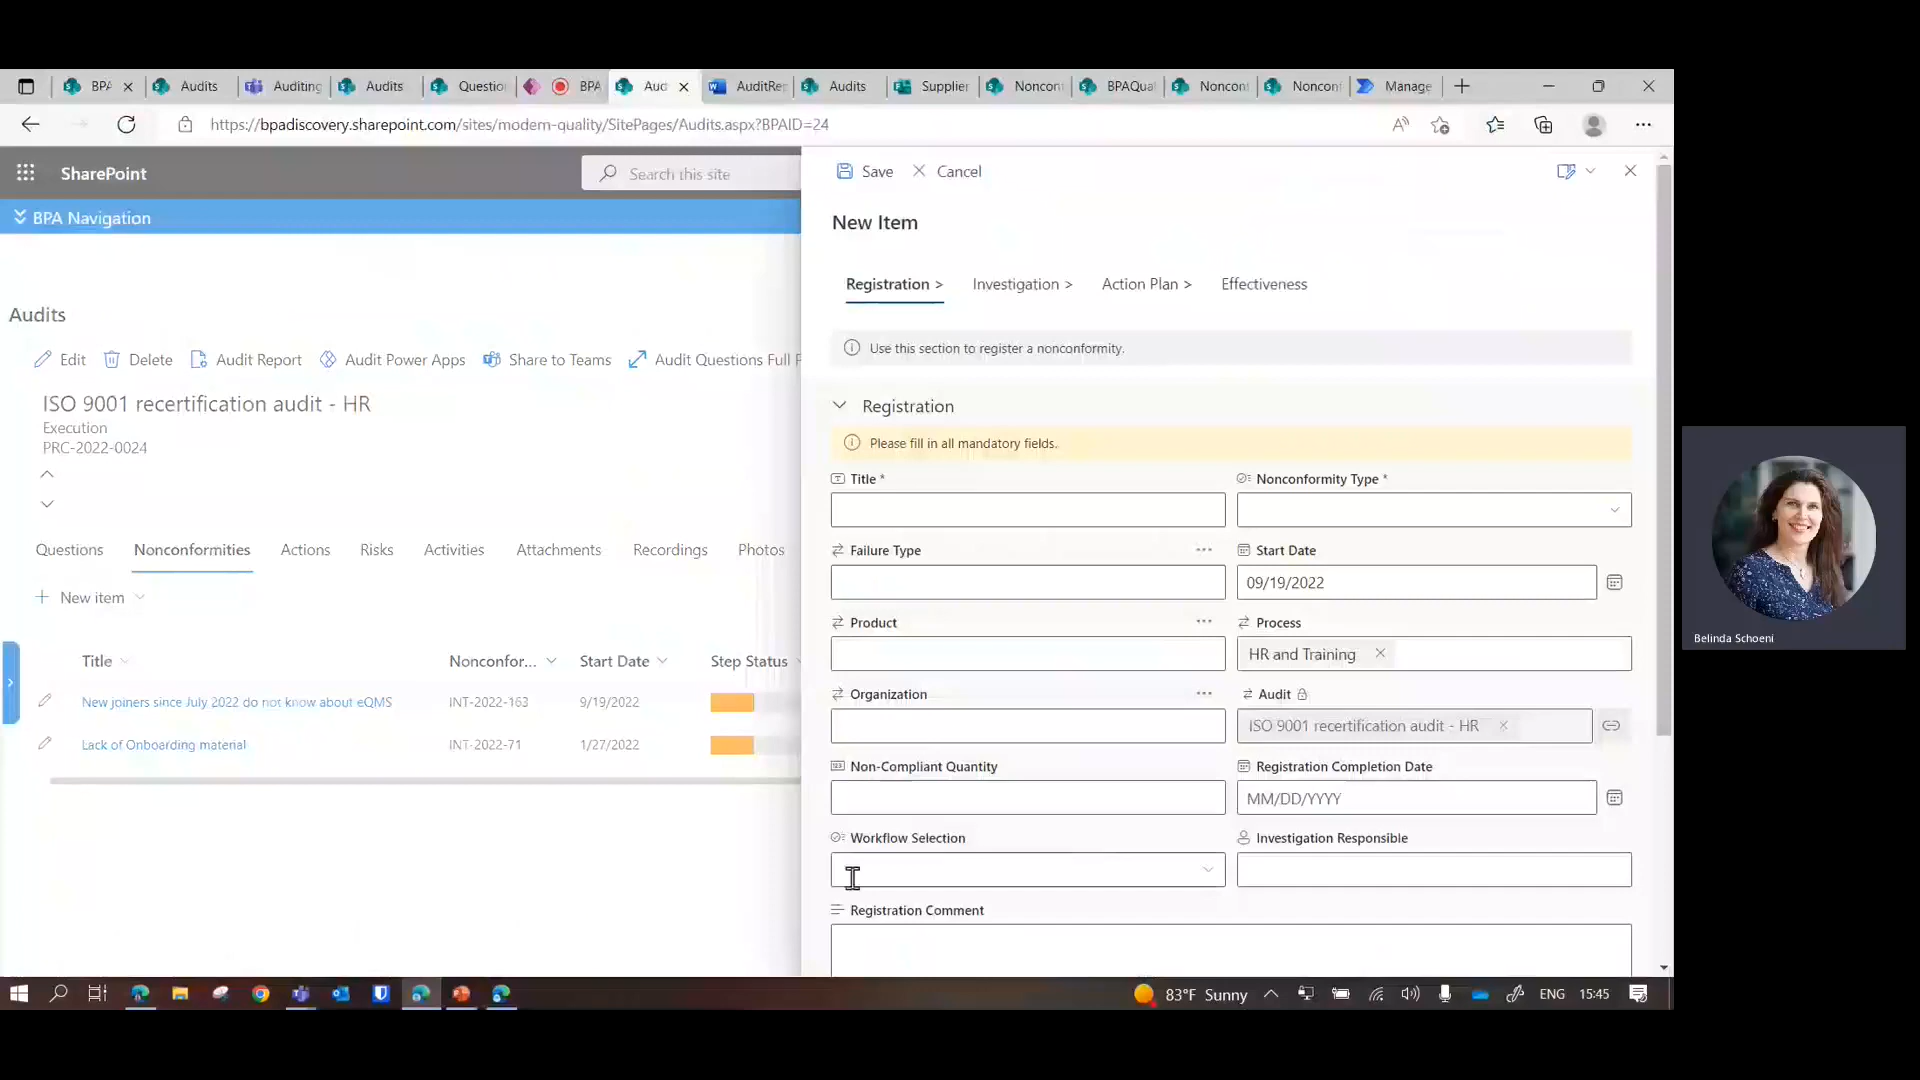 BPA
Audits
Auditing
Audits
Questio
BPA
Aud
AuditRe
Audits
Supplier
Noncon
BPAQua
Noncon
Noncon
Manage
https://bpadiscovery.sharepoint.com/sites/modern-quality/SitePages/Audits.aspx?BPAID=24
SharePoint
Search this site
BPA Navigation
Audits
Edit Delete Audit Report Audit Power Apps Share to Teams Audit Questions Full P
ISO 9001 recertification audit - HR
Execution
PRC-2022-0024
Questions Nonconformities Actions Risks Activities Attachments Recordings Photos
New item
Title Nonconfor... Start Date Step Status
New joiners since July 2022 do not know about eQMS INT-2022-163 9/19/2022
Lack of Onboarding material INT-2022-71 1/27/2022
Save Cancel
New Item
Registration > Investigation > Action Plan > Effectiveness
Use this section to register a nonconformity.
Registration
Please fill in all mandatory fields.
Title * Nonconformity Type *
Failure Type Start Date
09/19/2022
Product Process
HR and Training
Organization Audit
ISO 9001 recertification audit - HR
Non-Compliant Quantity Registration Completion Date
MM/DD/YYYY
Workflow Selection Investigation Responsible
Registration Comment
Belinda Schoeni
83°F Sunny ENG 15:45